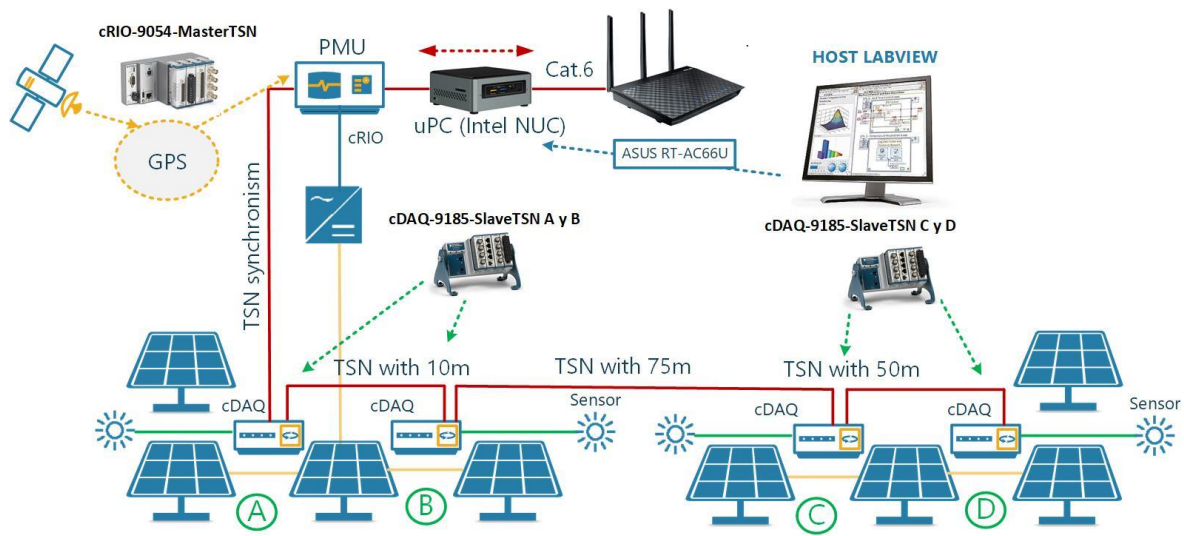 cRIO-9054-MasterTSN
PMU
Cat.6
HOST LABVIEW
uPC (Intel NUC)
cRIO
GPS
ASUS RT-AC66U
TSN synchronism
cDAQ-9185-SlaveTSN A y B
cDAQ-9185-SlaveTSN C y D
TSN with 10m
TSN with 75m
TSN with 50m
cDAQ
cDAQ
Sensor
cDAQ
cDAQ
Sensor
A
B
C
D